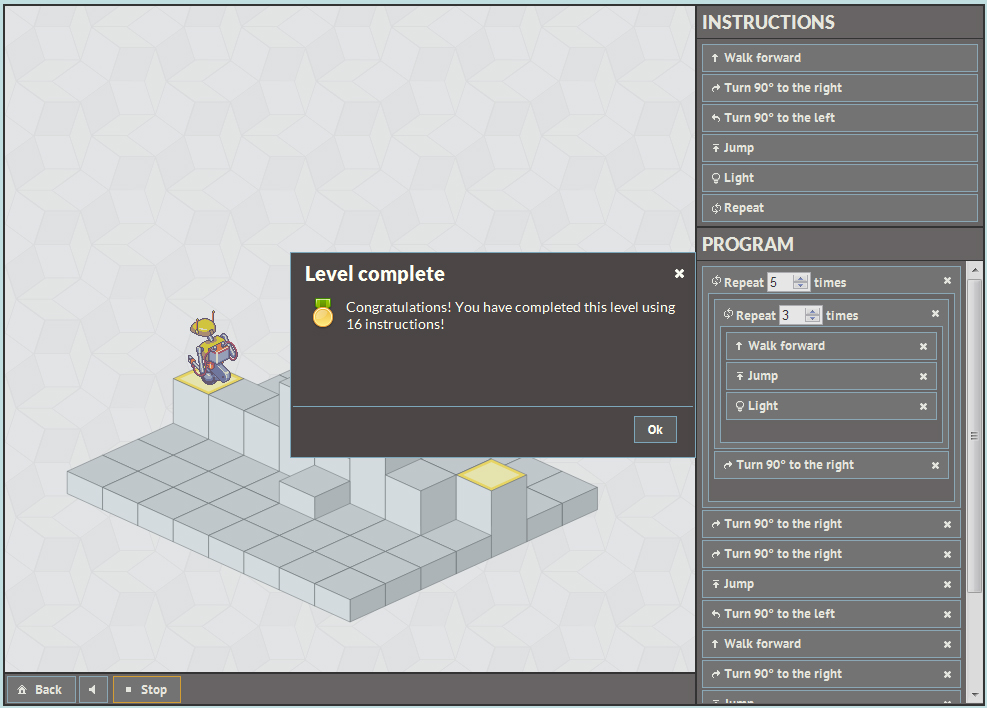 INSTRUCTIONS
Walk forward
Turn 90° to the right
Turn 90° to the left
Jump
Light
Repeat
PROGRAM
Repeat 5 times
Repeat 3 times
Walk forward
Jump
Light
Turn 90° to the right
Turn 90° to the right
Turn 90° to the right
Jump
Turn 90° to the left
Walk forward
Turn 90° to the right
Jump
Level complete
Congratulations! You have completed this level using
16 instructions!
Ok
Back
Stop